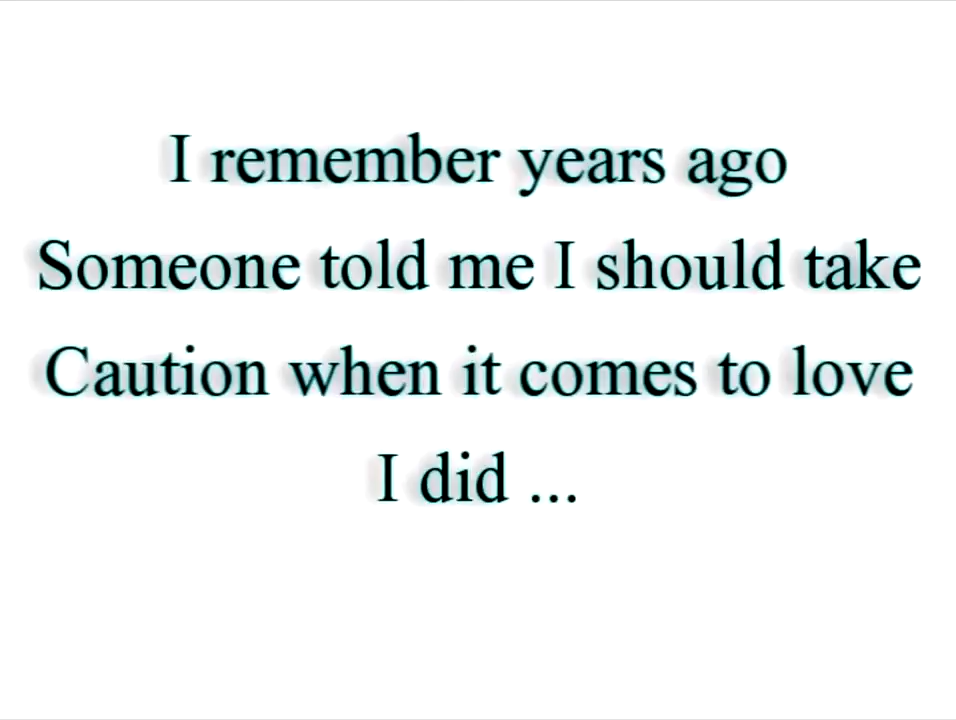 I remember years ago
Someone told me I should take
Caution when it comes to love
I did ...